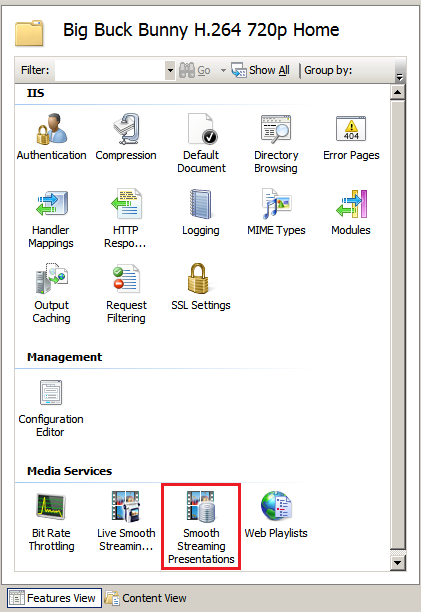 Big Buck Bunny H.264 720p Home
Filter: Go Show All Group by:
IIS
Authentication Compression Default Directory Error Pages
Document Browsing
404
Handler HTTP Logging MIME Types Modules
Mappings Respo...
Output Request SSL Settings
Caching Filtering
Management
Configuration
Editor
Media Services
Bit Rate Live Smooth Smooth Web Playlists
Throttling Streamin... Streaming
Presentations
Features View Content View